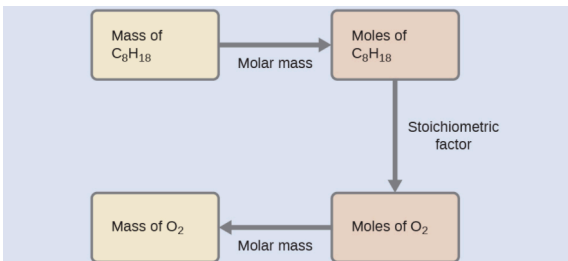 Mass of
C₈H₁₈
Molar mass
Moles of
C₈H₁₈
Stoichiometric
factor
Moles of O₂
Molar mass
Mass of O₂